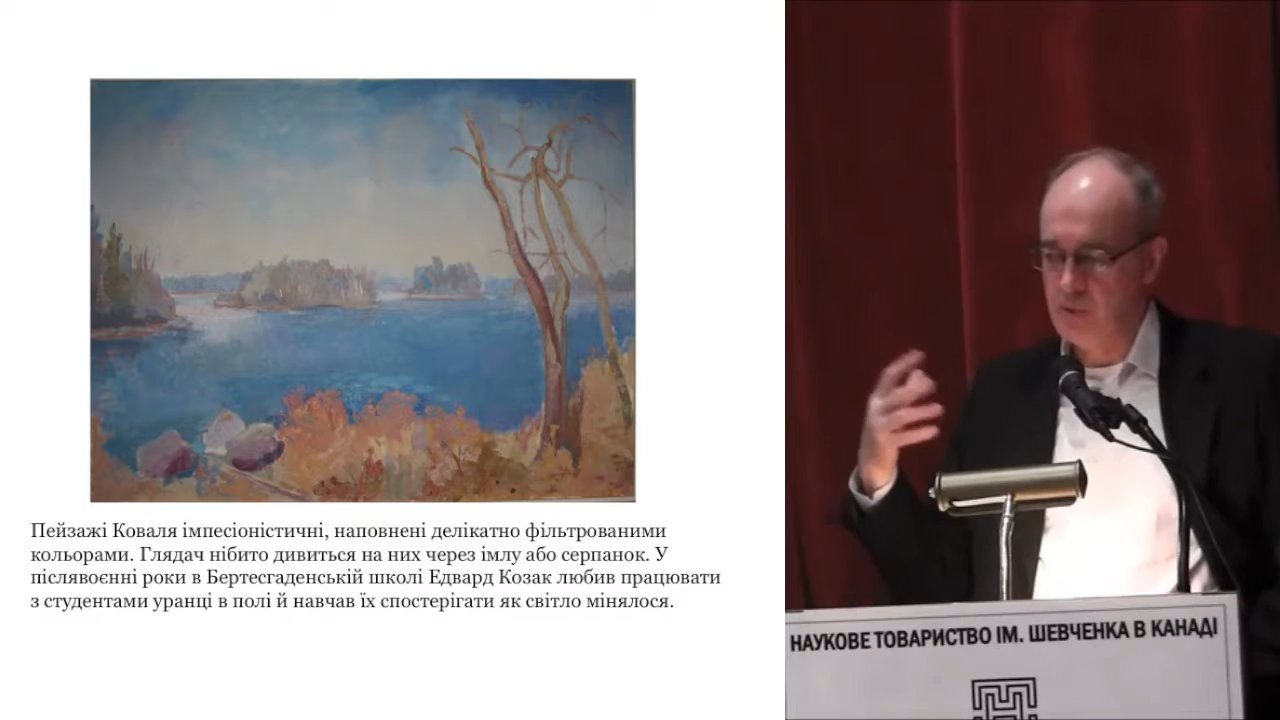 Пейзажі Коваля імпесіоністичні, наповнені делікатно фільтрованими
кольорами. Глядач нібито дивиться на них через імлу або серпанок. У
післявоєнні роки в Бертесґаденській школі Едвард Козак любив працювати
з студентами уранці в полі й навчав їх спостерігати як світло мінялося.
НАУКОВЕ ТОВАРИСТВО ІМ. ШЕВЧЕНКА В КАНАДІ